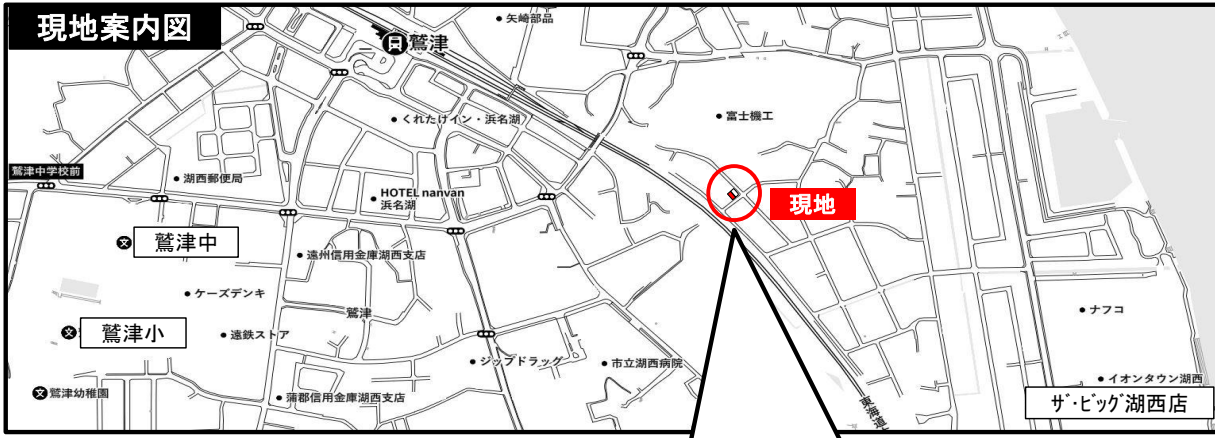 現地案内図
矢崎部品
鷲津
くれたけイン・浜名湖
富士機工
鷲津中学校前
湖西郵便局
HOTEL nanvan
浜名湖
現地
鷲津中
遠州信用金庫湖西支店
ケーズデンキ
鷲津
ナフコ
鷲津小
遠鉄ストア
ジップドラッグ
市立湖西病院
鷲津幼稚園
蒲郡信用金庫湖西支店
東海道
イオンタウン湖西
ザ・ビッグ湖西店